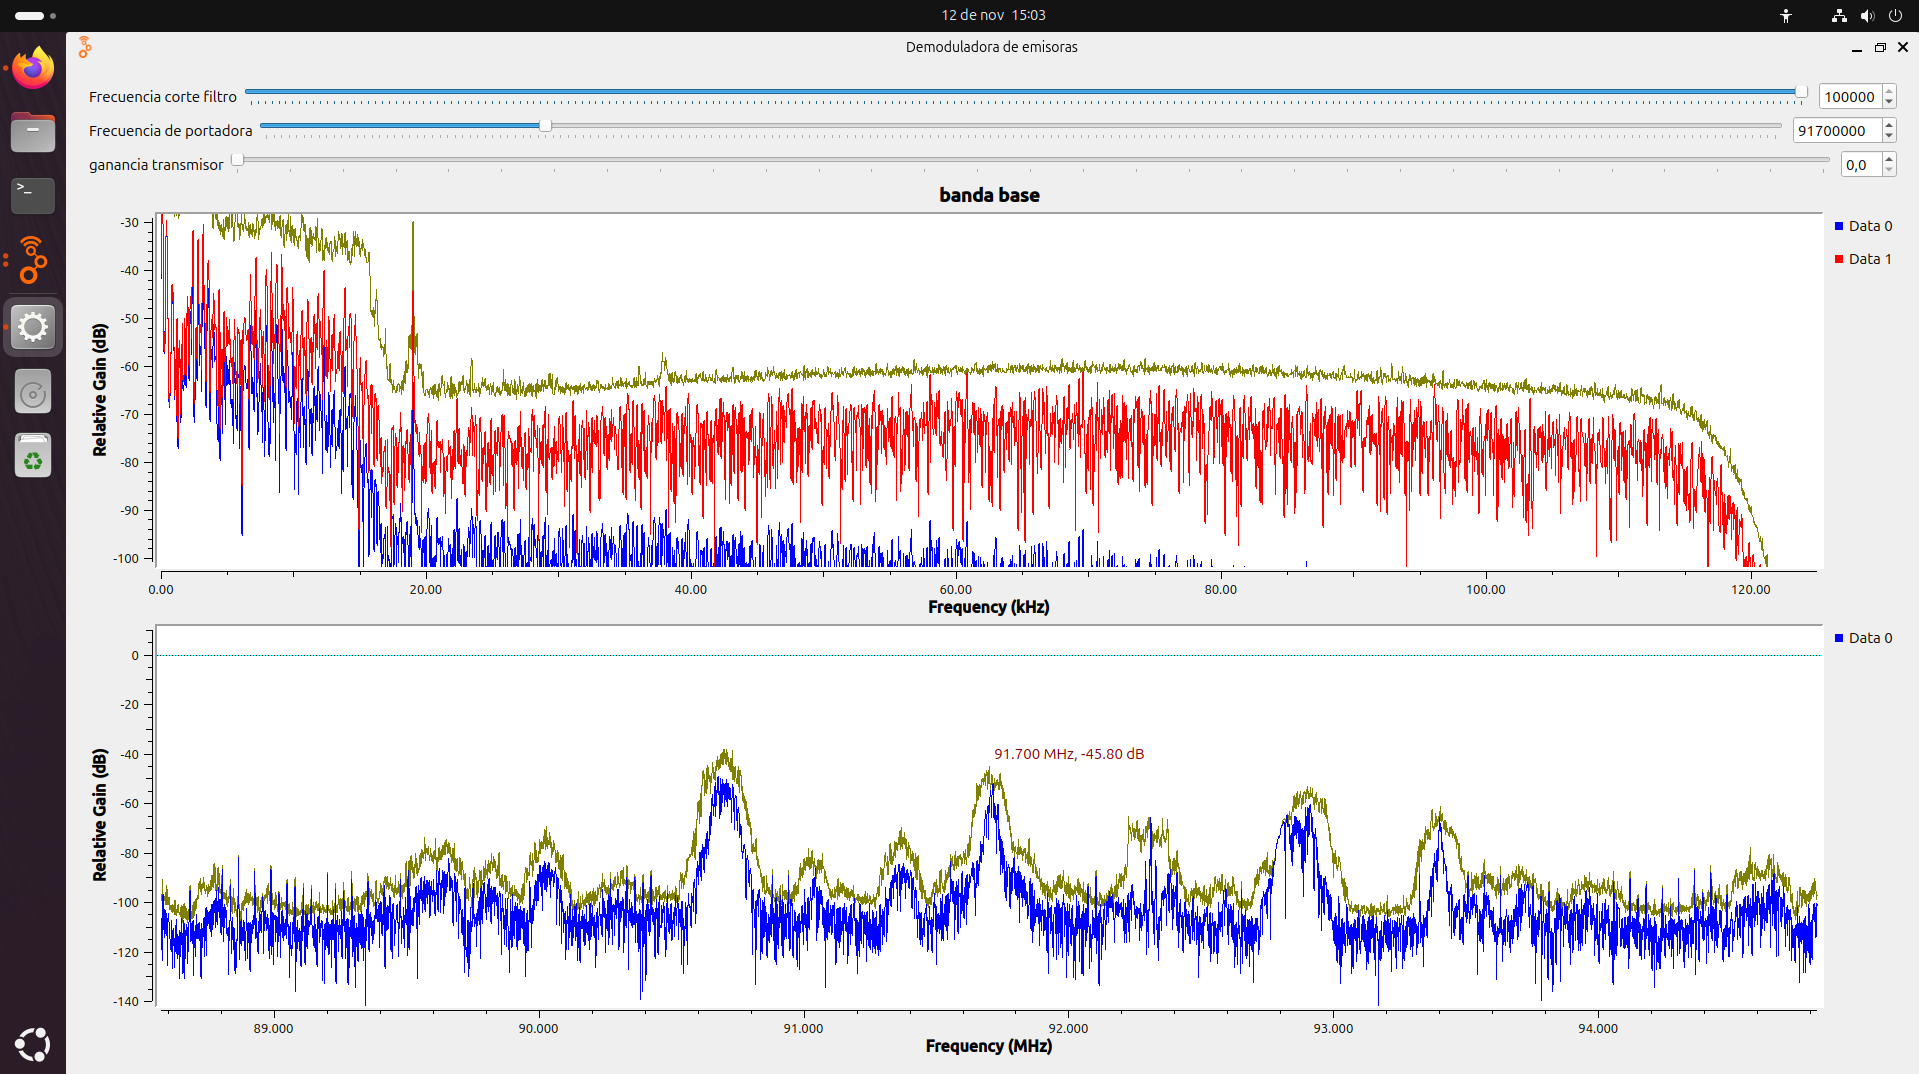 12 de nov  15:03
Demoduladora de emisoras
Frecuencia corte filtro
100000
Frecuencia de portadora
91700000
ganancia transmisor
0,0
banda base
Relative Gain (dB)
-30
-40
-50
-60
-70
-80
-90
-100
0.00
20.00
40.00
60.00
80.00
100.00
120.00
Frequency (kHz)
Data 0
Data 1
Relative Gain (dB)
0
-20
-40
-60
-80
-100
-120
-140
91.700 MHz, -45.80 dB
89.000
90.000
91.000
92.000
93.000
94.000
Frequency (MHz)
Data 0